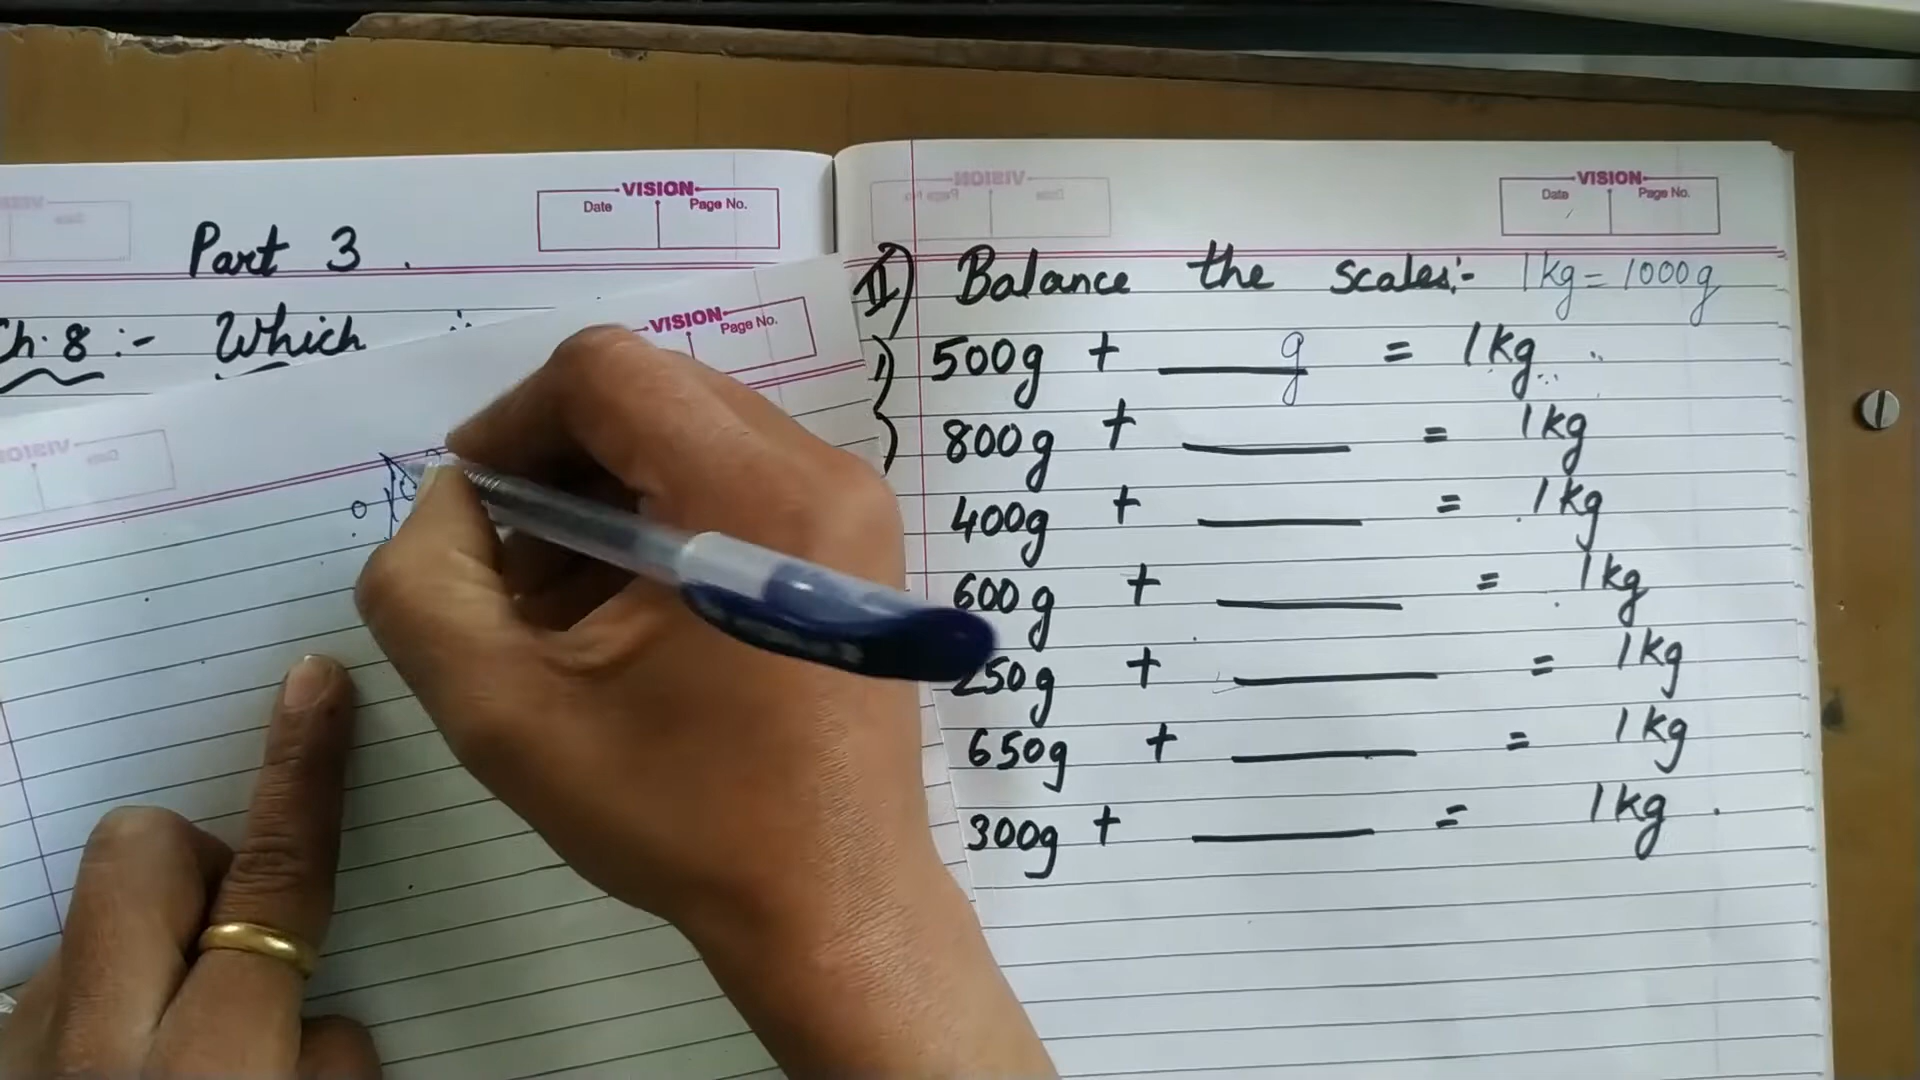 VISION
Date Page No.
Part 3 .
Ch.8 :- Which
VISION
Page No.
VISION
Date Page No.
II) Balance the scales:- 1kg = 1000g
1) 500g + ____g = 1kg
) 800g + ____ = 1kg
400g + ____ = 1kg
600g + ____ = 1kg
250g + ____ = 1kg
650g + ____ = 1kg
300g + ____ = 1kg .